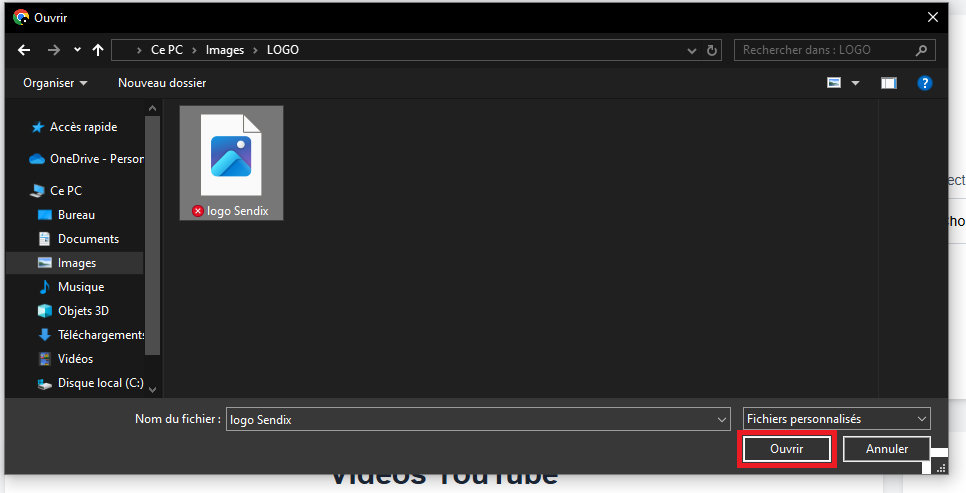 Ouvrir
Ce PC Images LOGO
Rechercher dans : LOGO
Organiser Nouveau dossier
Accès rapide
OneDrive - Person
Ce PC
Bureau
Documents
Images
Musique
Objets 3D
Téléchargements
Vidéos
Disque local (C:)
logo Sendix
ect
ho
Nom du fichier : logo Sendix
Fichiers personnalisés
Ouvrir Annuler
Vidéos YouTube